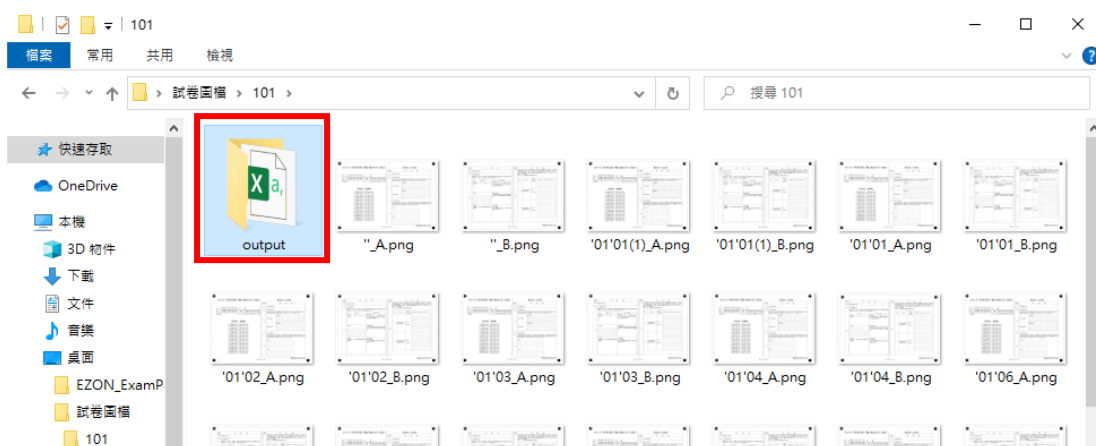 101
檔案 常用 共用 檢視
試卷圖檔 › 101 ›
搜尋 101
快速存取
OneDrive
本機
3D 物件
下載
文件
音樂
桌面
EZON_ExamP
試卷圖檔
101
X a,
output ''_A.png ''_B.png '01'01(1)_A.png '01'01(1)_B.png '01'01_A.png '01'01_B.png
'01'02_A.png '01'02_B.png '01'03_A.png '01'03_B.png '01'04_A.png '01'04_B.png '01'06_A.png